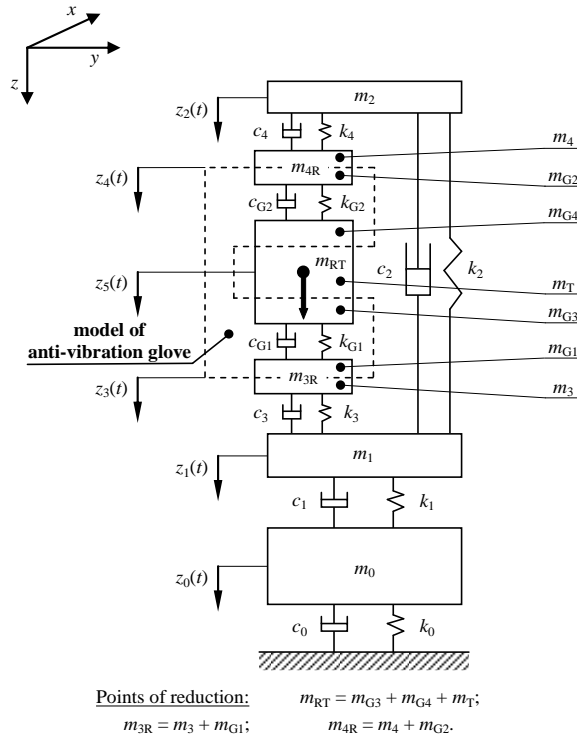 x
y
z
m2
z2(t)
c4
k4
m4
m4R
mG2
z4(t)
cG2
kG2
mG4
mRT
c2
k2
z5(t)
mT
mG3
model of
anti-vibration glove
cG1
kG1
mG1
m3R
m3
z3(t)
c3
k3
m1
z1(t)
c1
k1
z0(t)
m0
c0
k0
Points of reduction: mRT = mG3 + mG4 + mT;
m3R = m3 + mG1; m4R = m4 + mG2.